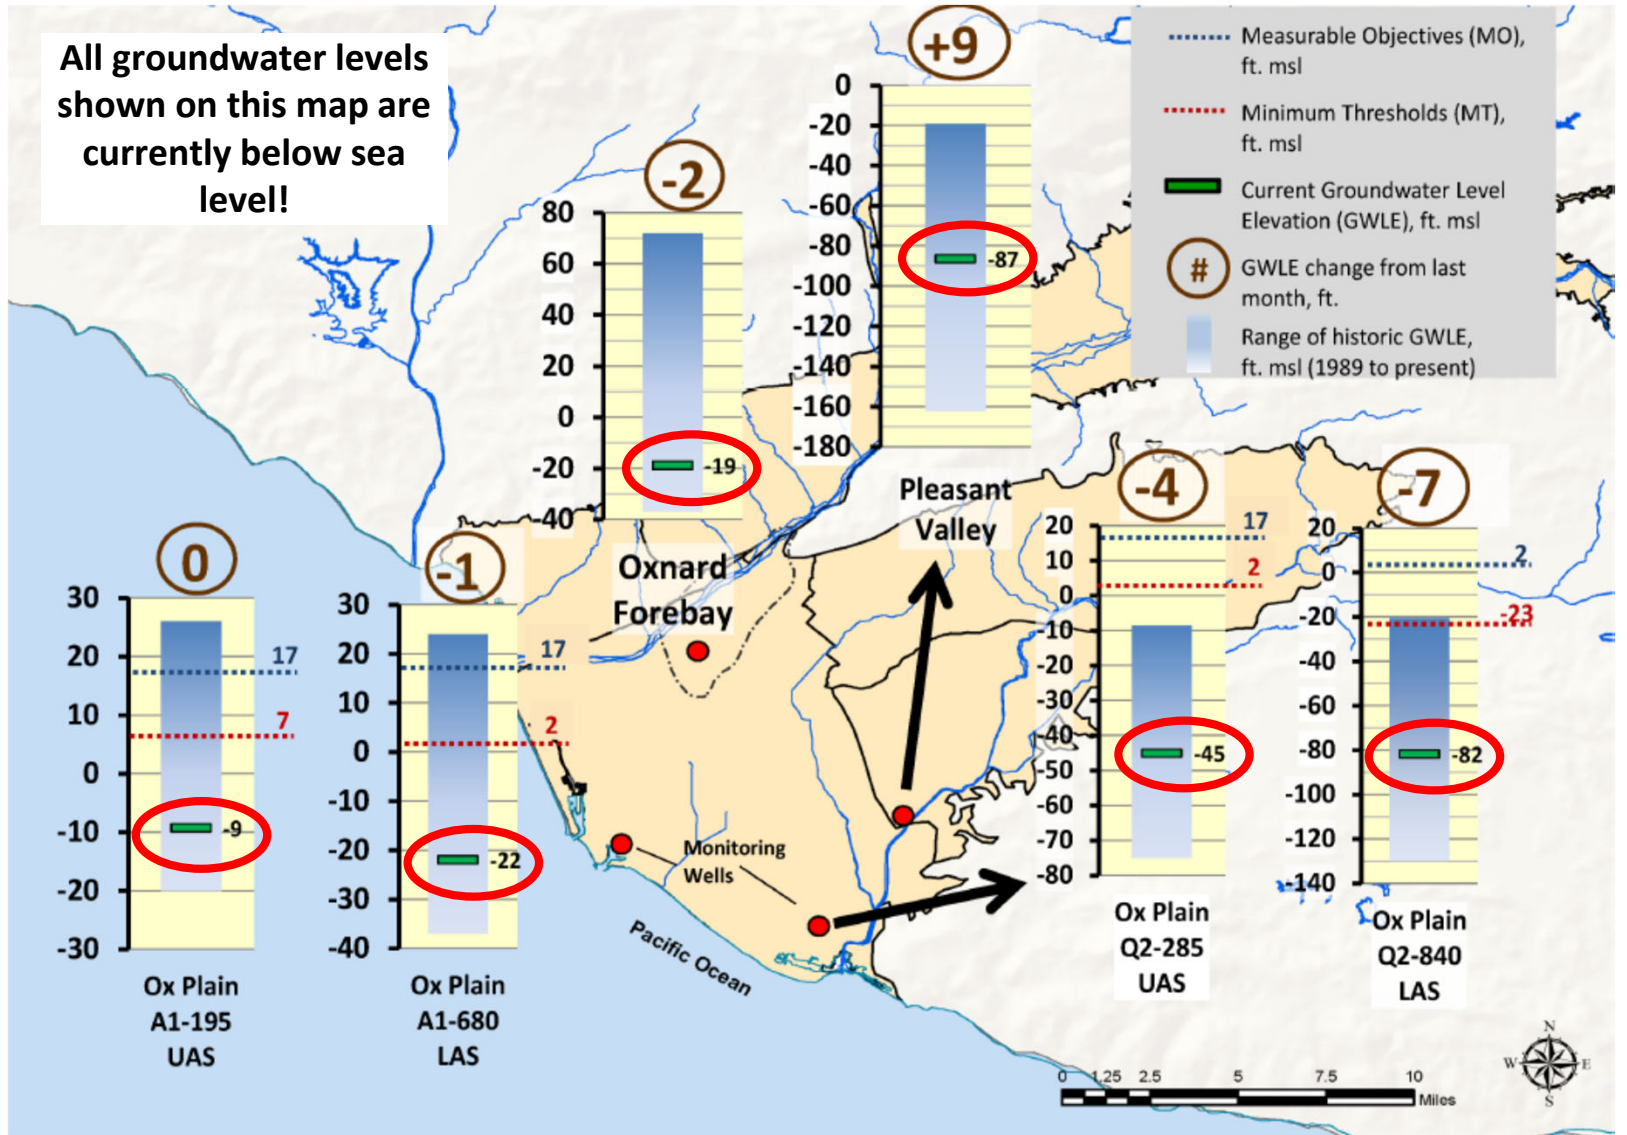 All groundwater levels
shown on this map are
currently below sea
level!
Measurable Objectives (MO),
ft. msl
Minimum Thresholds (MT),
ft. msl
Current Groundwater Level
Elevation (GWLE), ft. msl
#
GWLE change from last
month, ft.
Range of historic GWLE,
ft. msl (1989 to present)
+9
0
-20
-40
-60
-80
-100
-120
-140
-160
-180
-87
Pleasant
Valley
-2
80
60
40
20
0
-20
-40
-19
Oxnard
Forebay
0
30
20
10
0
-10
-20
-30
17
7
-9
Ox Plain
A1-195
UAS
-1
30
20
10
0
-10
-20
-30
-40
17
2
-22
Ox Plain
A1-680
LAS
-4
20
10
0
-10
-20
-30
-40
-50
-60
-70
-80
17
2
-45
Ox Plain
Q2-285
UAS
-7
20
0
-20
-40
-60
-80
-100
-120
-140
2
-23
-82
Ox Plain
Q2-840
LAS
Monitoring
Wells
Pacific Ocean
N
W E
S
0 1.25 2.5 5 7.5 10
Miles